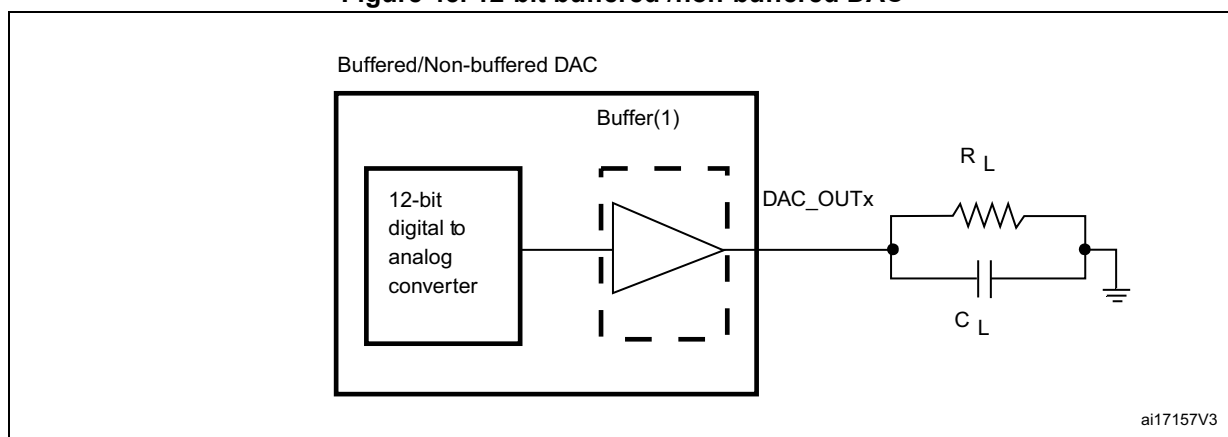 Buffered/Non-buffered DAC
Buffer(1)
12-bit
digital to
analog
converter
DAC_OUTx
R L
C L
ai17157V3